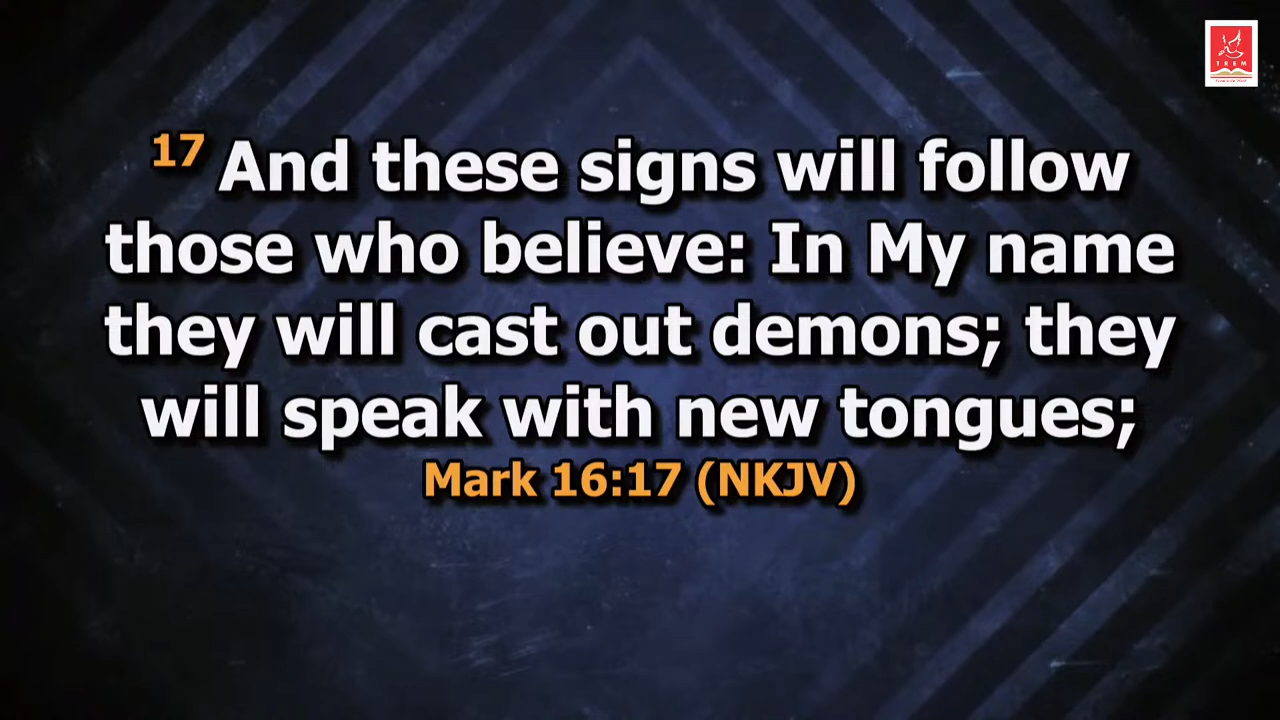 TREM
17 And these signs will follow
those who believe: In My name
they will cast out demons; they
will speak with new tongues;
Mark 16:17 (NKJV)